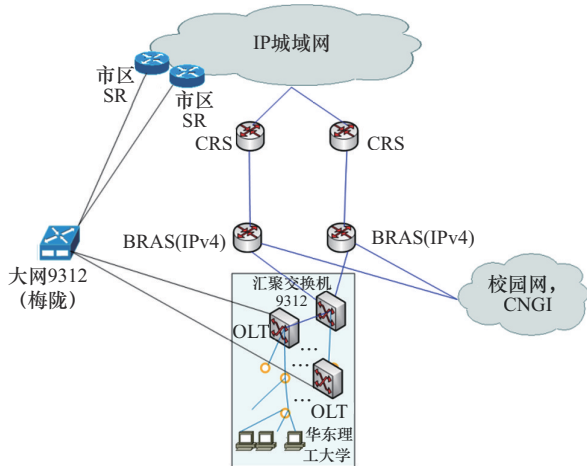 IP城域网
市区
SR
市区
SR
CRS
CRS
BRAS(IPv4)
BRAS(IPv4)
大网9312
（梅陇）
汇聚交换机
9312
校园网，
CNGI
OLT
...
...
...
OLT
华东理
工大学